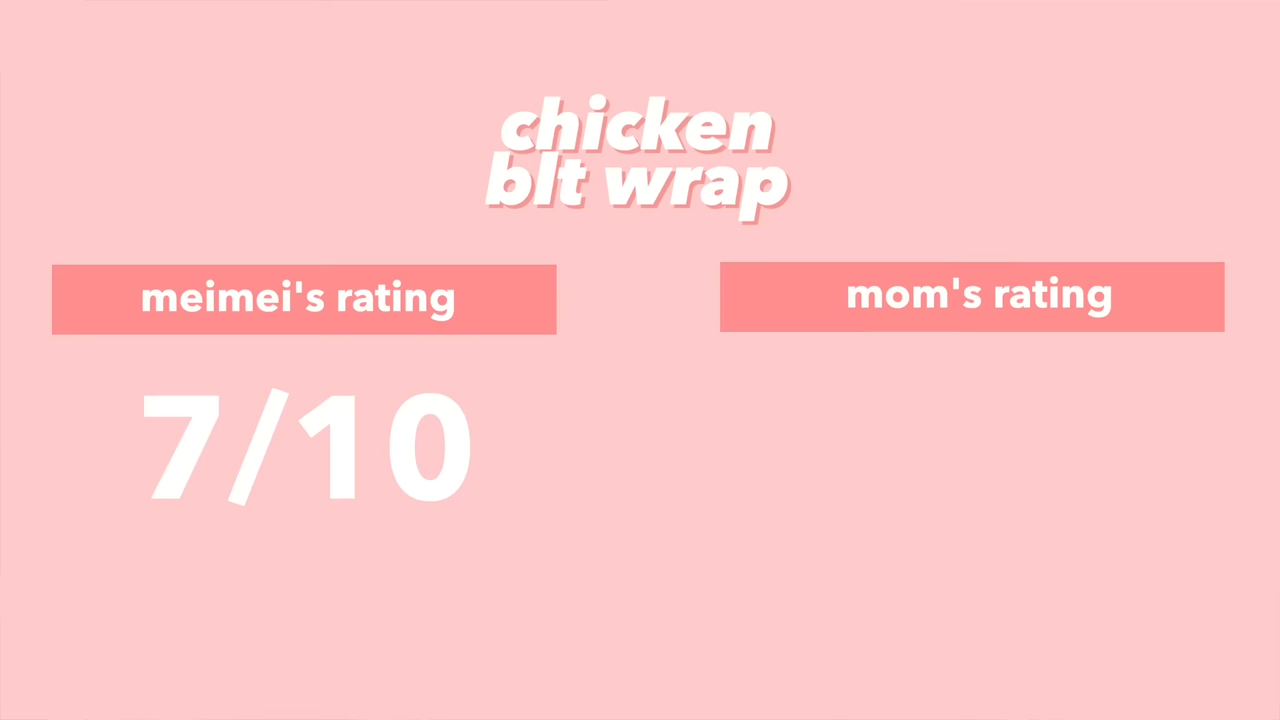 chicken
blt wrap
meimei's rating
mom's rating
7/10